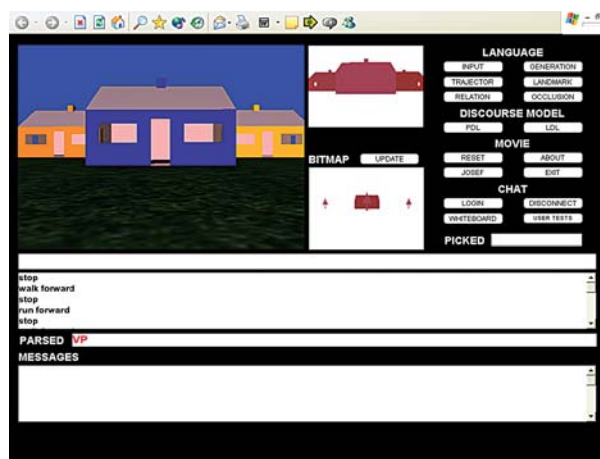 LANGUAGE
INPUT GENERATION
TRAJECTOR LANDMARK
RELATION OCCLUSION
DISCOURSE MODEL
PDL LDL
MOVIE
RESET ABOUT
JOSEF EXIT
CHAT
LOGIN DISCONNECT
WHITEBOARD USER TESTS
PICKED
BITMAP UPDATE
stop
walk forward
stop
run forward
stop
PARSED VP
MESSAGES